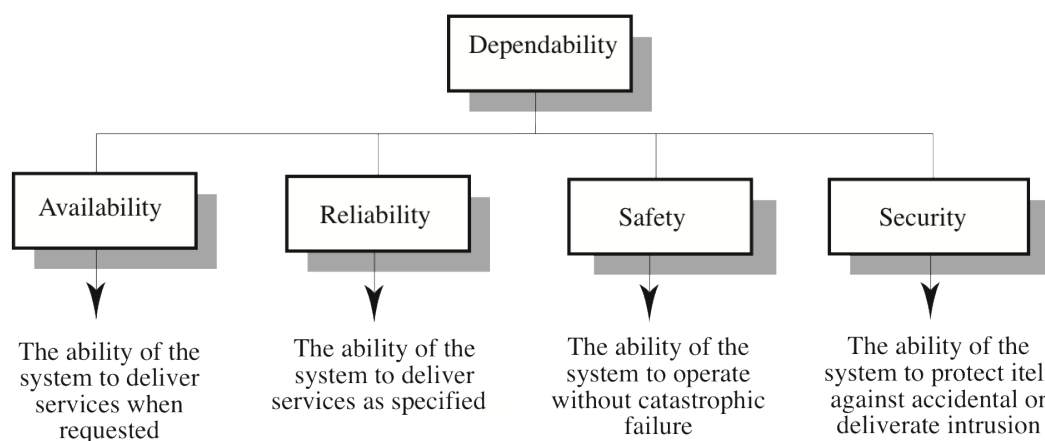 Dependability
Availability
Reliability
Safety
Security
The ability of the
system to deliver
services when
requested
The ability of the
system to deliver
services as specified
The ability of the
system to operate
without catastrophic
failure
The ability of the
system to protect itel
against accidental or
deliverate intrusion